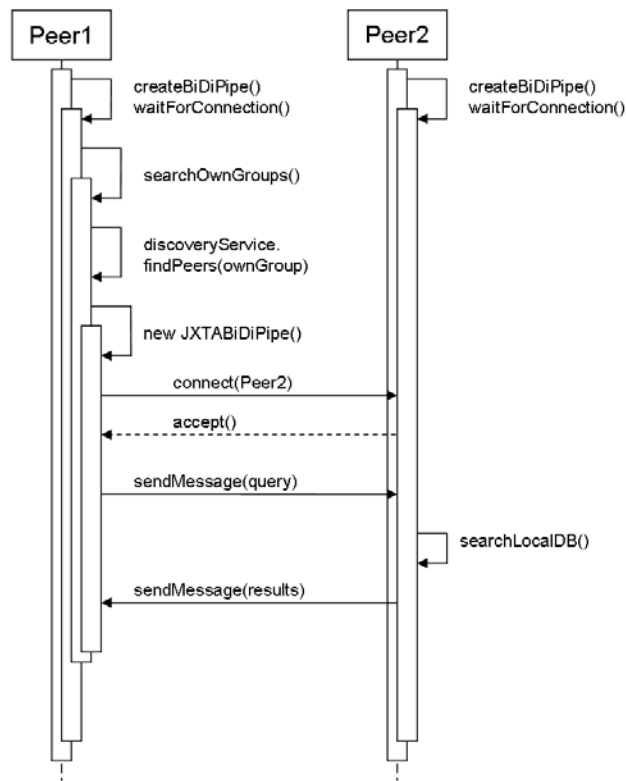 Peer1
Peer2
createBiDiPipe()
waitForConnection()
createBiDiPipe()
waitForConnection()
searchOwnGroups()
discoveryService.
findPeers(ownGroup)
new JXTABiDiPipe()
connect(Peer2)
accept()
sendMessage(query)
searchLocalDB()
sendMessage(results)